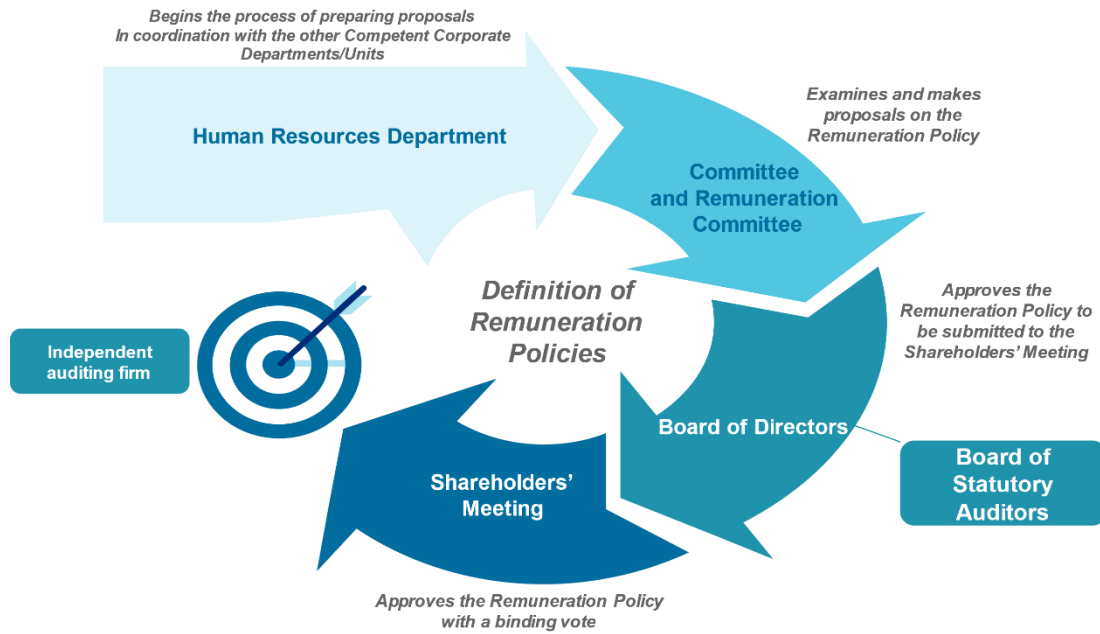 Begins the process of preparing proposals
In coordination with the other Competent Corporate
Departments/Units
Human Resources Department
Examines and makes
proposals on the
Remuneration Policy
Committee
and Remuneration
Committee
Definition of
Remuneration
Policies
Approves the
Remuneration Policy to
be submitted to the
Shareholders' Meeting
Independent
auditing firm
Board of Directors
Board of
Statutory
Auditors
Shareholders'
Meeting
Approves the Remuneration Policy
with a binding vote